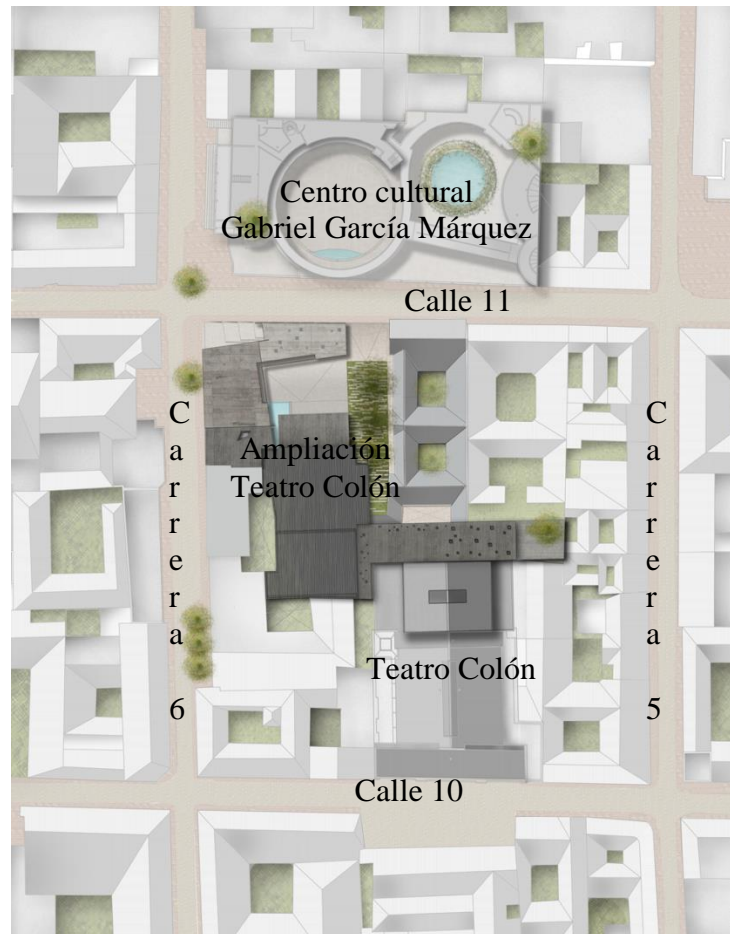 Centro cultural
Gabriel García Márquez
Calle 11
Carrera 6
Carrera 5
Ampliación
Teatro Colón
Teatro Colón
Calle 10